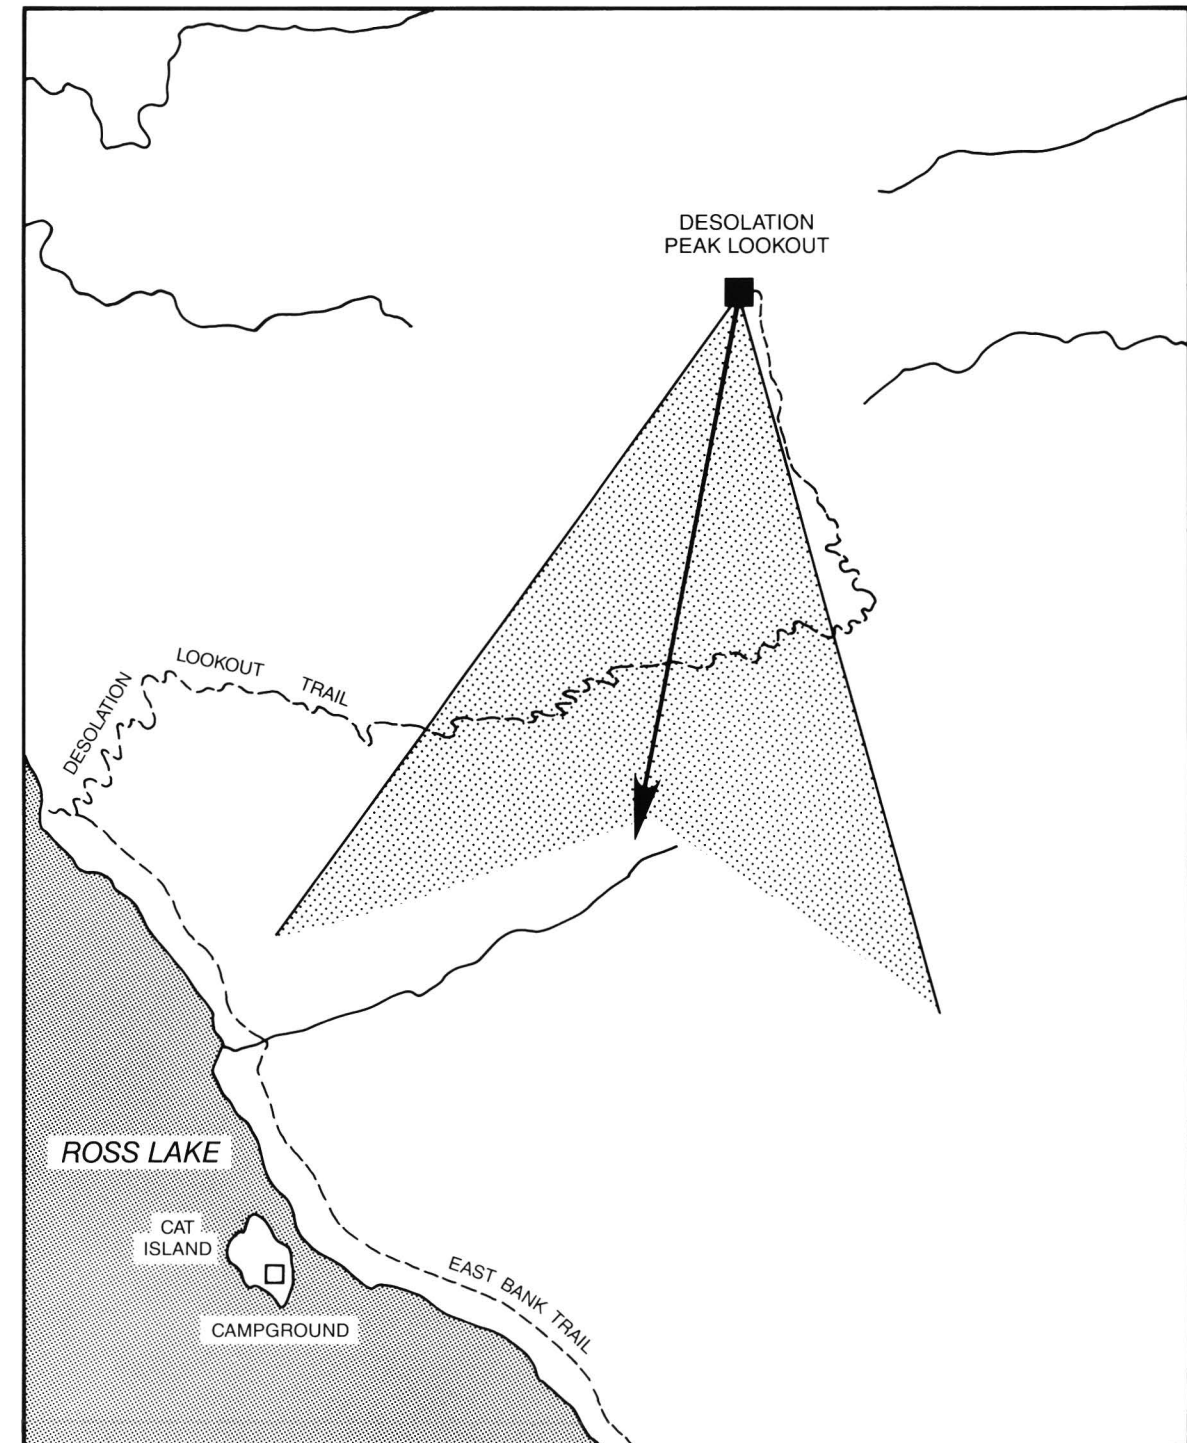 DESOLATION
PEAK LOOKOUT
DESOLATION LOOKOUT TRAIL
ROSS LAKE
CAT
ISLAND
CAMPGROUND
EAST BANK TRAIL